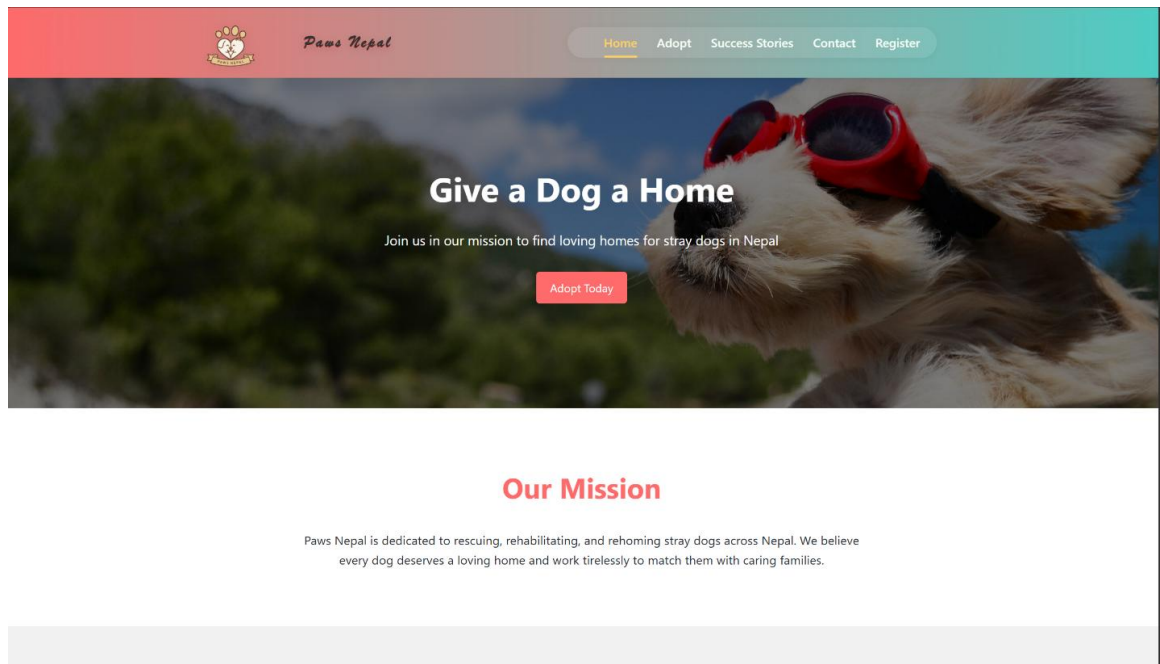 PAWS NEPAL
Paws Nepal
Home Adopt Success Stories Contact Register
Give a Dog a Home
Join us in our mission to find loving homes for stray dogs in Nepal
Adopt Today
Our Mission
Paws Nepal is dedicated to rescuing, rehabilitating, and rehoming stray dogs across Nepal. We believe
every dog deserves a loving home and work tirelessly to match them with caring families.